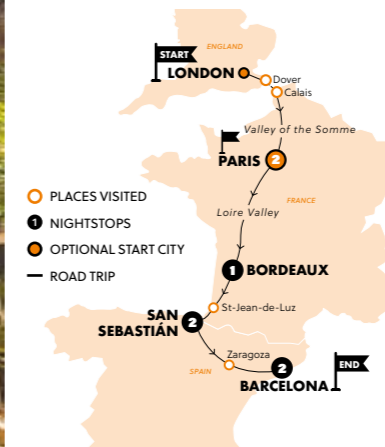 ENGLAND
START
LONDON
Dover
Calais
Valley of the Somme
PARIS 2
Loire Valley
FRANCE
PLACES VISITED
1 NIGHTSTOPS
OPTIONAL START CITY
ROAD TRIP
1 BORDEAUX
St-Jean-de-Luz
SAN
SEBASTIÁN 2
Zaragoza
SPAIN
2
BARCELONA
END